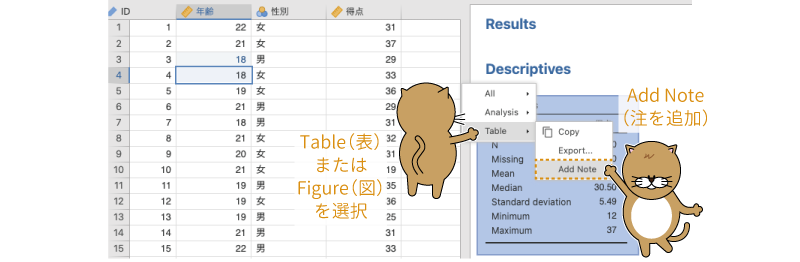 ID 年齢 性別 得点
1 1 22 女 31
2 2 21 女 37
3 3 18 男 29
4 4 18 女 33
5 5 19 女 36
6 6 21 男 29
7 7 18 男 31
8 8 21 女 32
9 9 20 女 31
10 10 21 女
11 11 19 男 35
12 12 19 女 36
13 13 19 男 25
14 14 21 男 31
15 15 22 男 33
Table（表）
または
Figure（図）
を選択
Results
Descriptives
All
Analysis
Table
Copy
Export...
Add Note
Add Note
（注を追加）
N
Missing
Mean
Median 30.50
Standard deviation 5.49
Minimum 12
Maximum 37